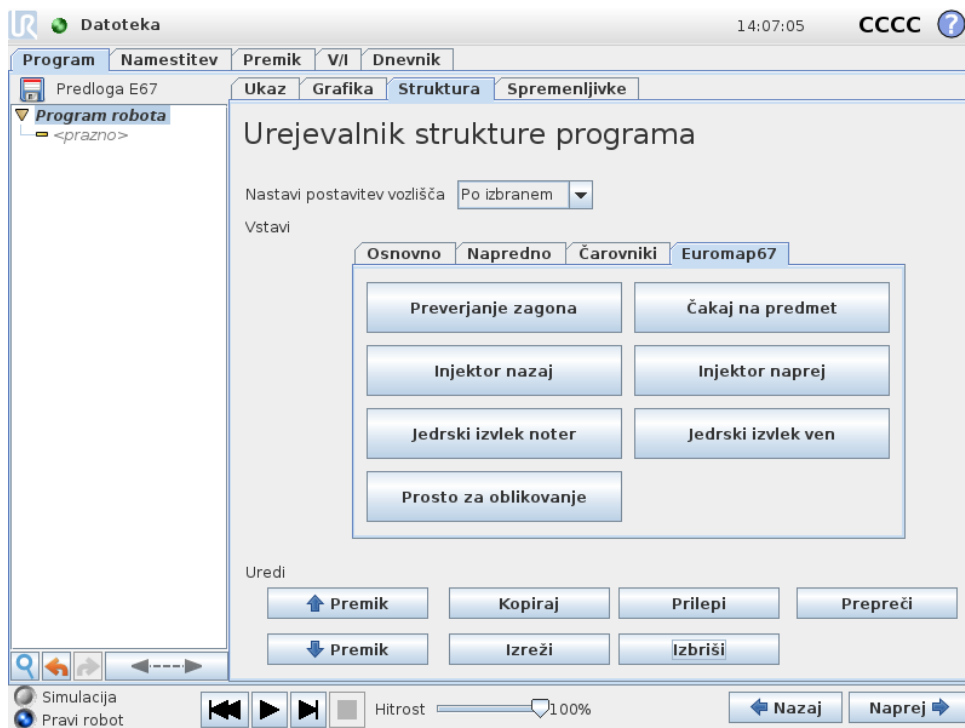 UR Datoteka 14:07:05 CCCC ?
Program Namestitev Premik V/I Dnevnik
Predloga E67 Ukaz Grafika Struktura Spremenljivke
Program robota
<prazno>
Urejevalnik strukture programa
Nastavi postavitev vozlišča Po izbranem
Vstavi
Osnovno Napredno Čarovniki Euromap67
Preverjanje zagona Čakaj na predmet
Injektor nazaj Injektor naprej
Jedrski izvlek noter Jedrski izvlek ven
Prosto za oblikovanje
Uredi
Premik Kopiraj Prilepi Prepreči
Premik Izreži Izbriši
Simulacija
Pravi robot
Hitrost 100% Nazaj Naprej